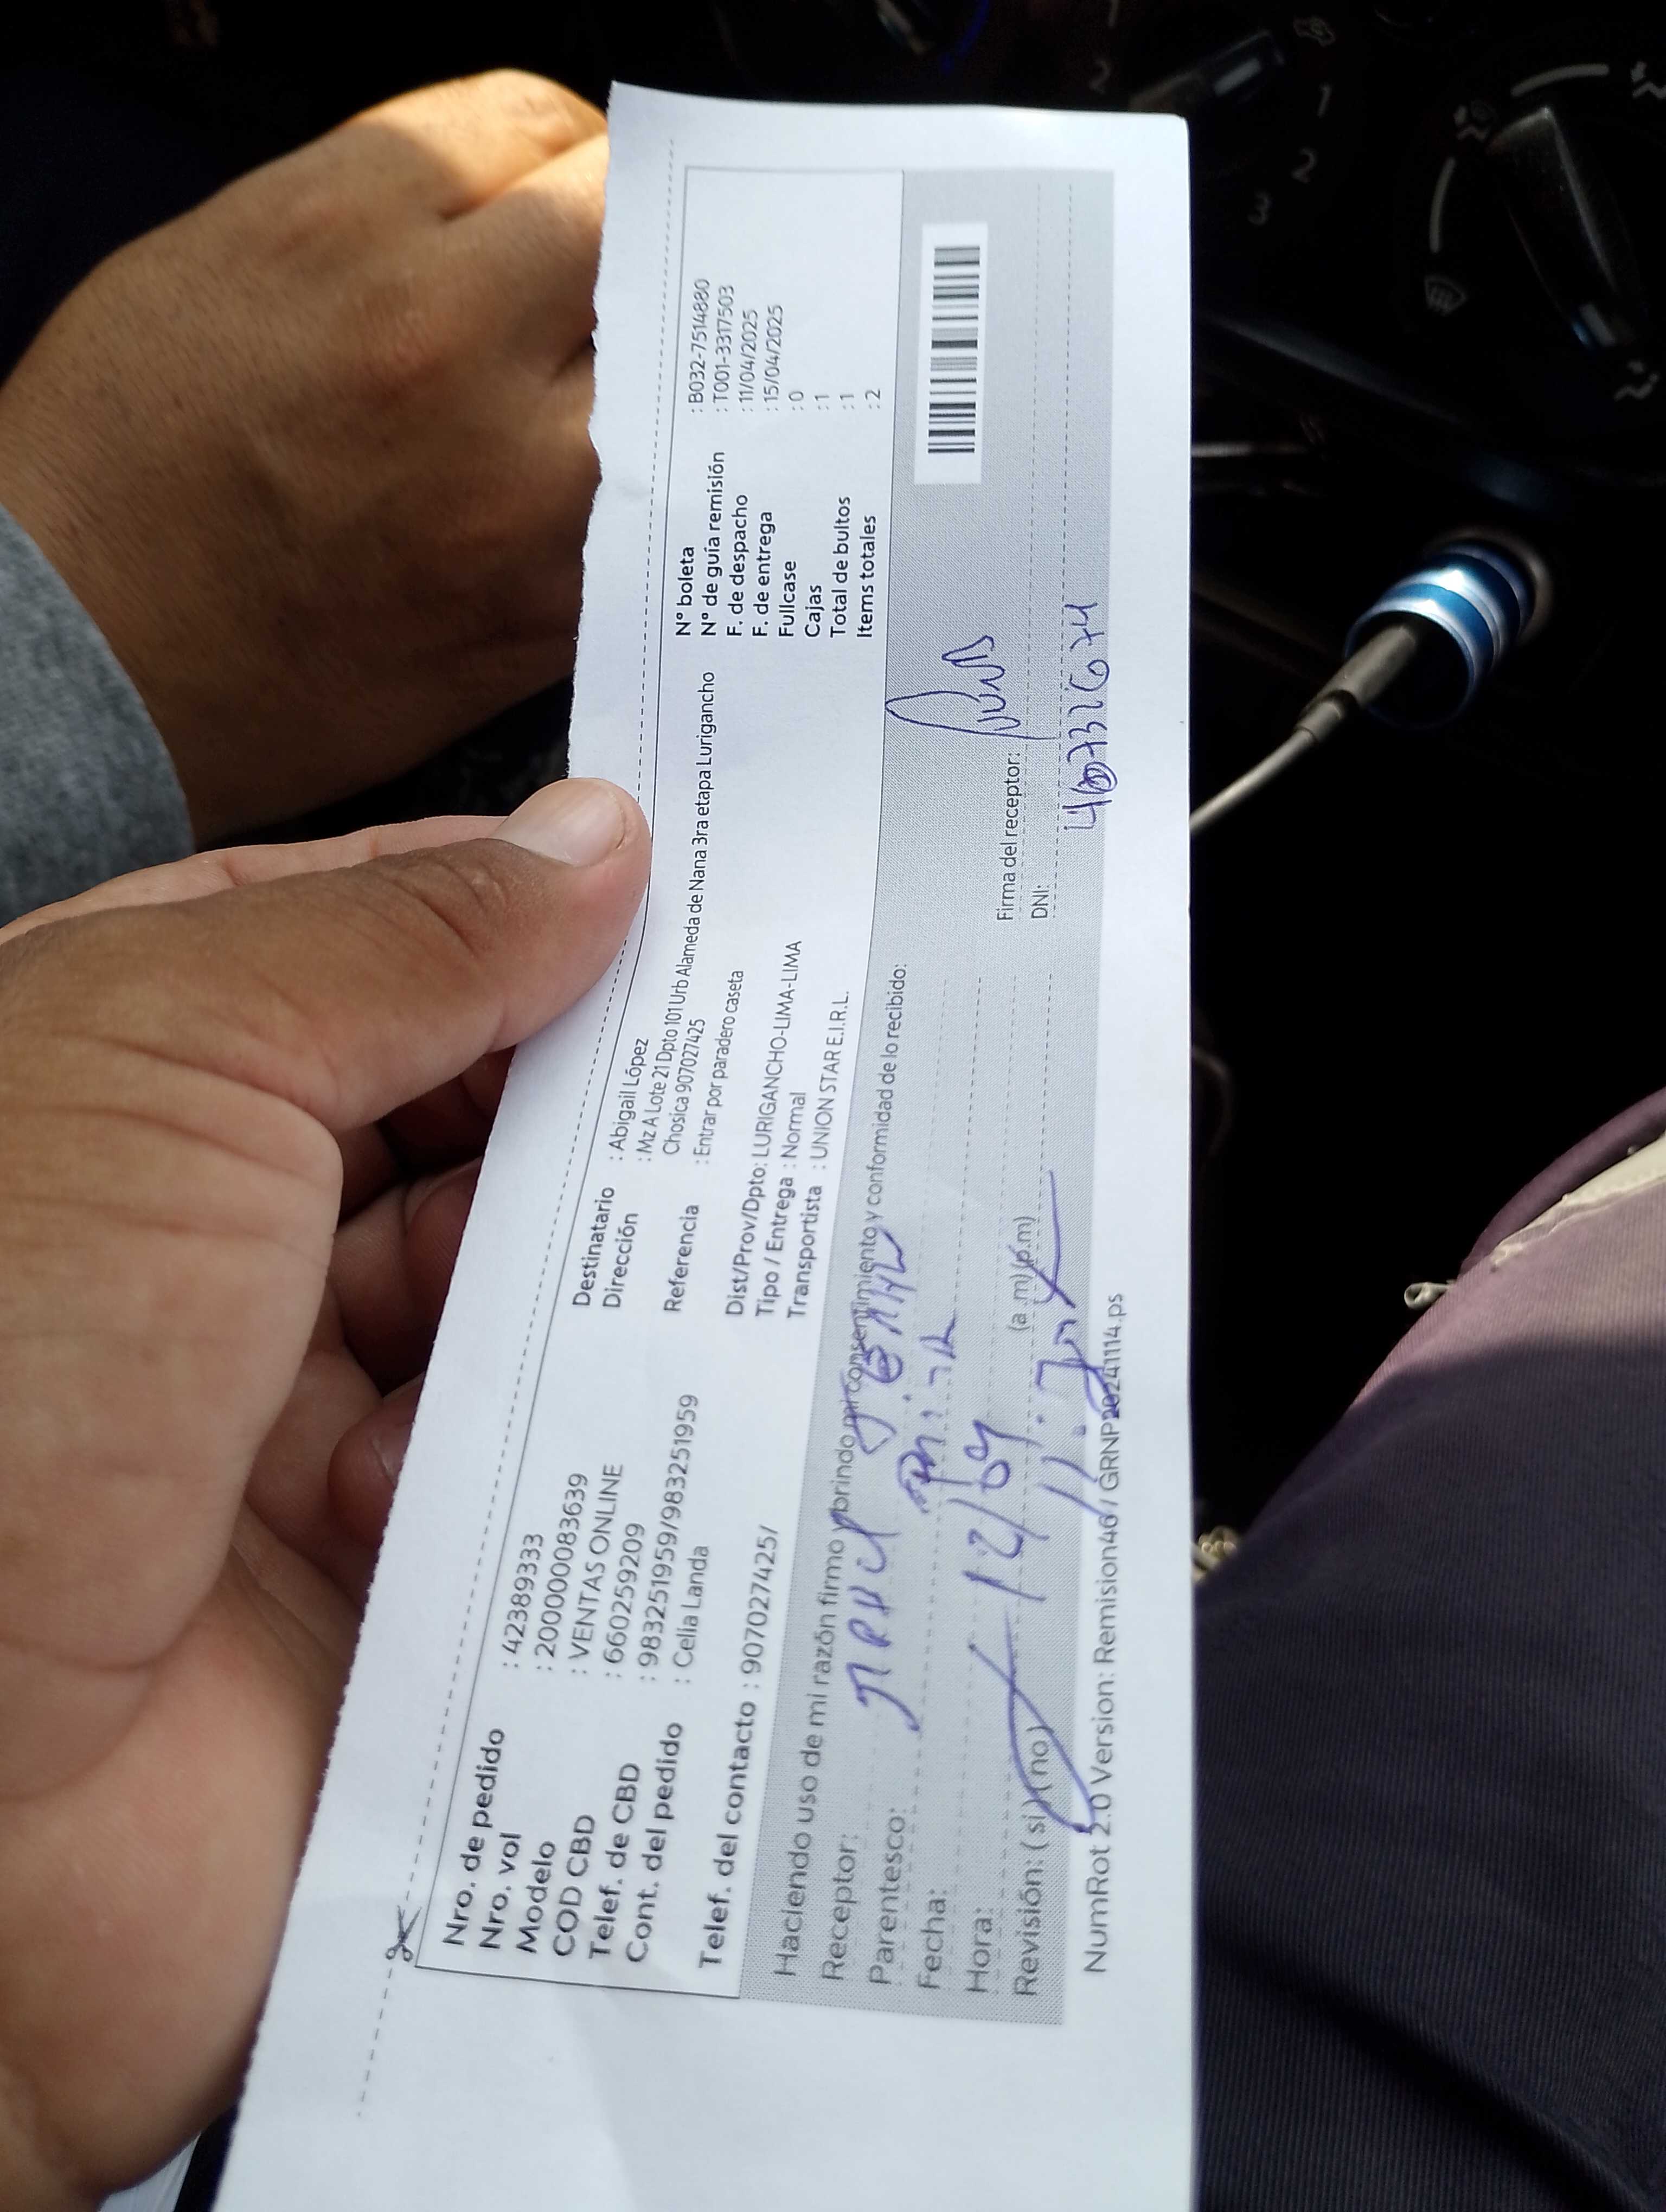 Nro. de pedido : 42389333
Nro. vol : 200000083639
Modelo : VENTAS ONLINE
COD CBD : 660259209
Telef. de CBD : 983251959/983251959
Cont. del pedido : Celia Landa
Telef. del contacto : 907027425/
Destinatario : Abigail López
Dirección : Mz A Lote 21 Dpto 101 Urb Alameda de Nana 3ra etapa Lurigancho
Chosica 907027425
Referencia : Entrar por paradero caseta
Dist/Prov/Dpto: LURIGANCHO-LIMA-LIMA
Tipo / Entrega : Normal
Transportista : UNION STAR E.I.R.L.
N° boleta : B032-7514880
N° de guía remisión : T001-3317503
F. de despacho : 11/04/2025
F. de entrega : 15/04/2025
Fullcase : 0
Cajas : 1
Total de bultos : 1
Items totales : 2
Haciendo uso de mi razón firmo y brindo mi consentimiento y conformidad de lo recibido:
Receptor:
Parentesco:
Fecha: 12/04
Hora: (a m) (p.m)
Revisión: ( si ) ( no )
Firma del receptor:
DNI:
NumRot 2.0 Version: Remision46 / GRNP20241114.ps